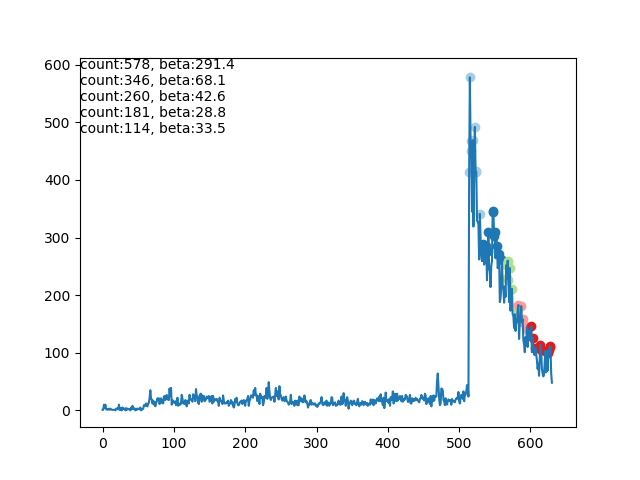 count:578, beta:291.4
count:346, beta:68.1
count:260, beta:42.6
count:181, beta:28.8
count:114, beta:33.5
600
500
400
300
200
100
0
0 100 200 300 400 500 600